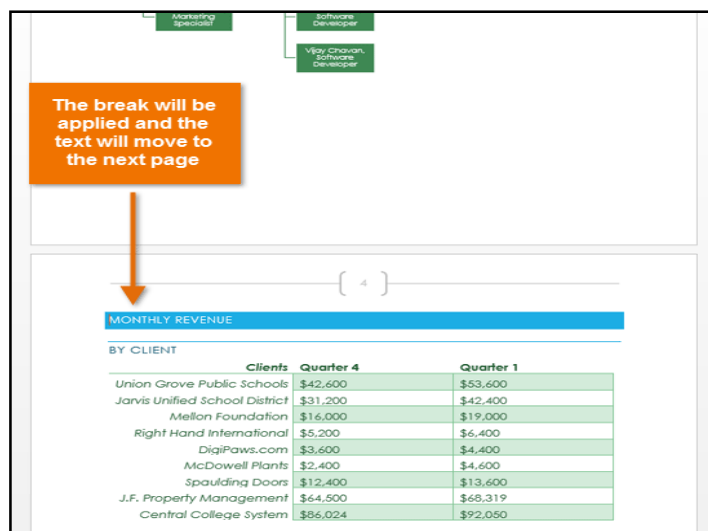 Marketing
Specialist
Software
Developer
Vijay Chavan,
Software
Developer
The break will be
applied and the
text will move to
the next page
4
MONTHLY REVENUE
BY CLIENT
Clients Quarter 4 Quarter 1
Union Grove Public Schools $42,600 $53,600
Jarvis Unified School District $31,200 $42,400
Mellon Foundation $16,000 $19,000
Right Hand International $5,200 $6,400
DigiPaws.com $3,600 $4,400
McDowell Plants $2,400 $4,600
Spaulding Doors $12,400 $13,600
J.F. Property Management $64,500 $68,319
Central College System $86,024 $92,050